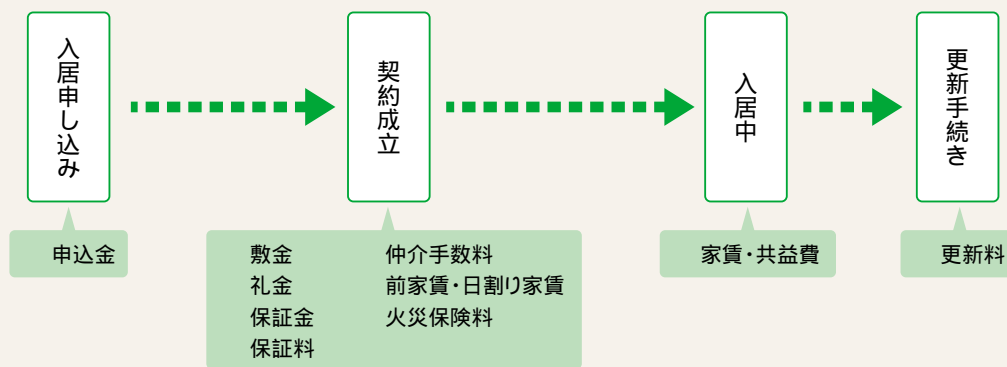 入居申し込み
契約成立
入居中
更新手続き
申込金
敷金
礼金
保証金
保証料
仲介手数料
前家賃・日割り家賃
火災保険料
家賃・共益費
更新料